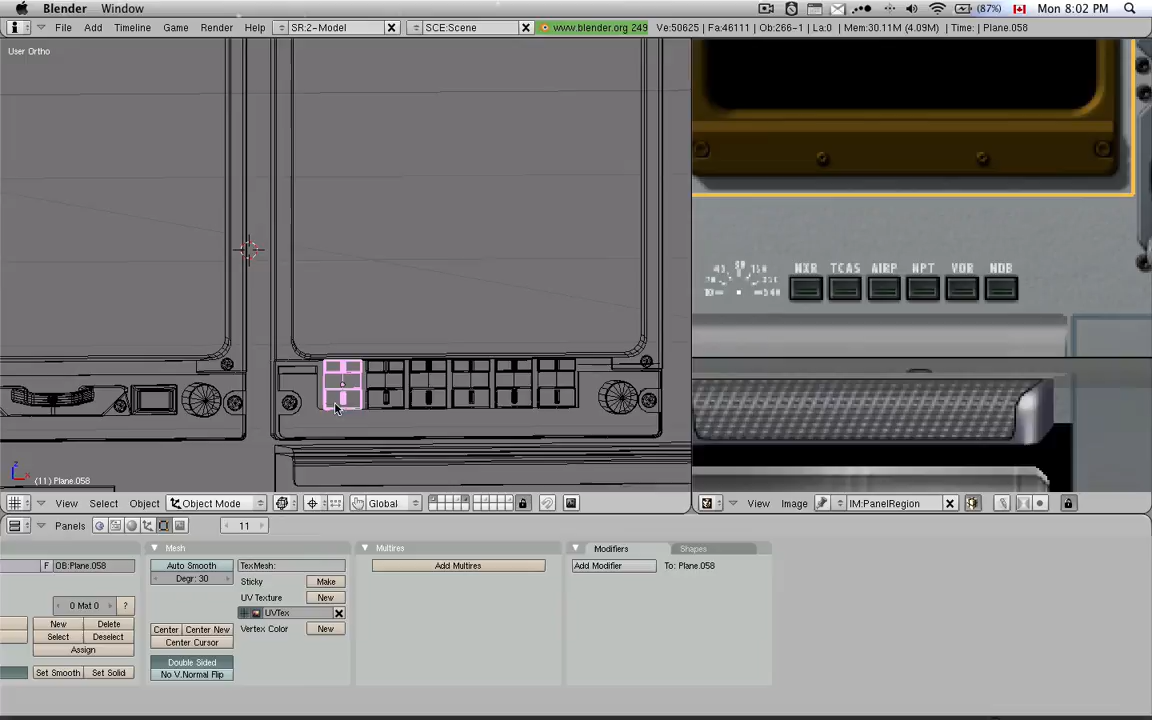 Blender Window (87%) Mon 8:02 PM
File Add Timeline Game Render Help SR:2-Model SCE:Scene www.blender.org 249 Ve:50625 | Fa:46111 | Ob:266-1 | La:0 | Mem:30.11M (4.09M) | Time: | Plane.058
User Ortho
MXR TCAS AIRP NPT VOR NDB
(11) Plane.058
View Select Object Object Mode Global View Image IM:PanelRegion
Panels 11
Mesh Multires Modifiers Shapes
F OB:Plane.058 Auto Smooth TexMesh: Add Multires Add Modifier To: Plane.058
Degr: 30 Sticky Make
0 Mat 0 ? UV Texture New
UVTex
New Delete Center Center New Vertex Color New
Select Deselect Center Cursor
Assign
Double Sided
Set Smooth Set Solid No V.Normal Flip